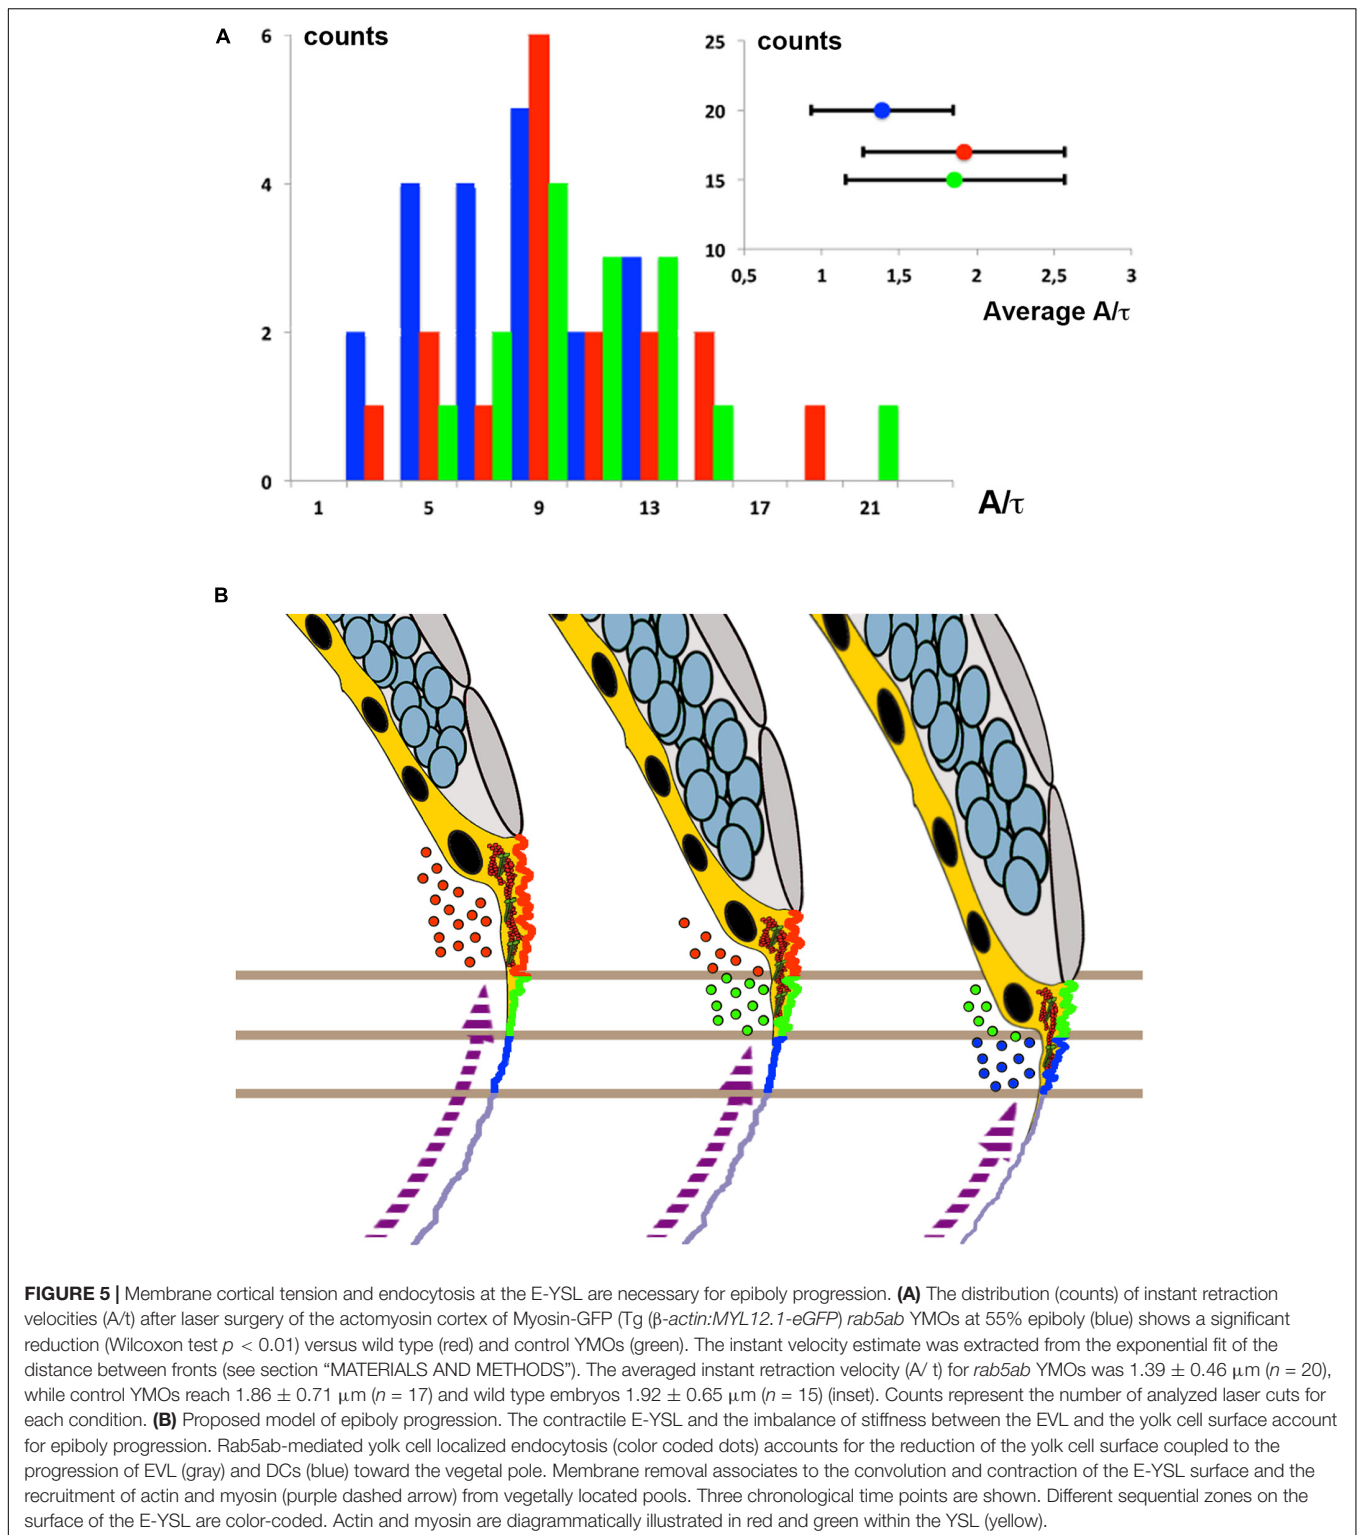 A
counts
6
4
2
0
1 5 9 13 17 21
A/τ
counts
25
20
15
10
0,5 1 1,5 2 2,5 3
Average A/τ
B
FIGURE 5 | Membrane cortical tension and endocytosis at the E-YSL are necessary for epiboly progression. (A) The distribution (counts) of instant retraction
velocities (A/t) after laser surgery of the actomyosin cortex of Myosin-GFP (Tg (β-actin:MYL12.1-eGFP) rab5ab YMOs at 55% epiboly (blue) shows a significant
reduction (Wilcoxon test p < 0.01) versus wild type (red) and control YMOs (green). The instant velocity estimate was extracted from the exponential fit of the
distance between fronts (see section “MATERIALS AND METHODS”). The averaged instant retraction velocity (A/ t) for rab5ab YMOs was 1.39 ± 0.46 μm (n = 20),
while control YMOs reach 1.86 ± 0.71 μm (n = 17) and wild type embryos 1.92 ± 0.65 μm (n = 15) (inset). Counts represent the number of analyzed laser cuts for
each condition. (B) Proposed model of epiboly progression. The contractile E-YSL and the imbalance of stiffness between the EVL and the yolk cell surface account
for epiboly progression. Rab5ab-mediated yolk cell localized endocytosis (color coded dots) accounts for the reduction of the yolk cell surface coupled to the
progression of EVL (gray) and DCs (blue) toward the vegetal pole. Membrane removal associates to the convolution and contraction of the E-YSL surface and the
recruitment of actin and myosin (purple dashed arrow) from vegetally located pools. Three chronological time points are shown. Different sequential zones on the
surface of the E-YSL are color-coded. Actin and myosin are diagrammatically illustrated in red and green within the YSL (yellow).